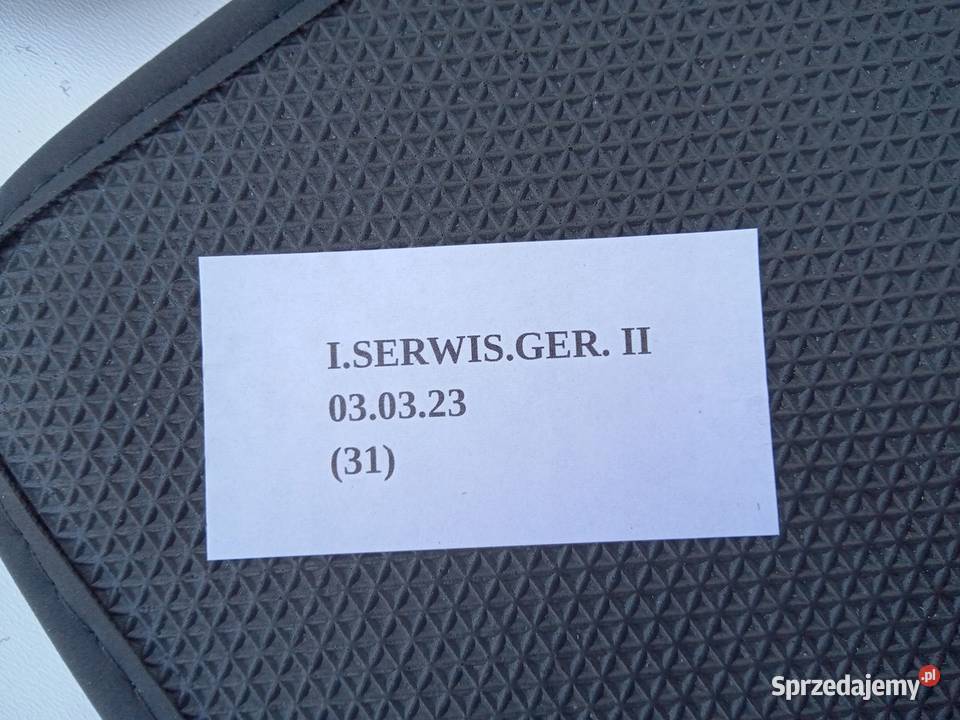 I.SERWIS.GER. II
03.03.23
(31)
Sprzedajemy.pl